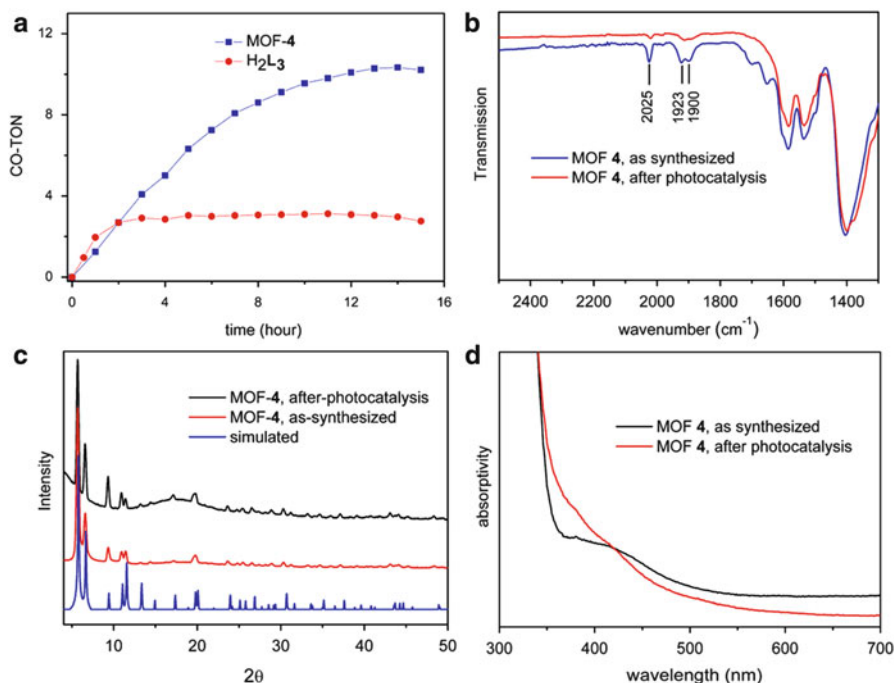 a
12
8
4
0
CO-TON
MOF-4
H₂L₃
0 4 8 12 16
time (hour)
b
Transmission
2025
1923
1900
MOF 4, as synthesized
MOF 4, after photocatalysis
2400 2200 2000 1800 1600 1400
wavenumber (cm⁻¹)
c
Intensity
MOF-4, after-photocatalysis
MOF-4, as-synthesized
simulated
10 20 30 40 50
2θ
d
absorptivity
MOF 4, as synthesized
MOF 4, after photocatalysis
300 400 500 600 700
wavelength (nm)